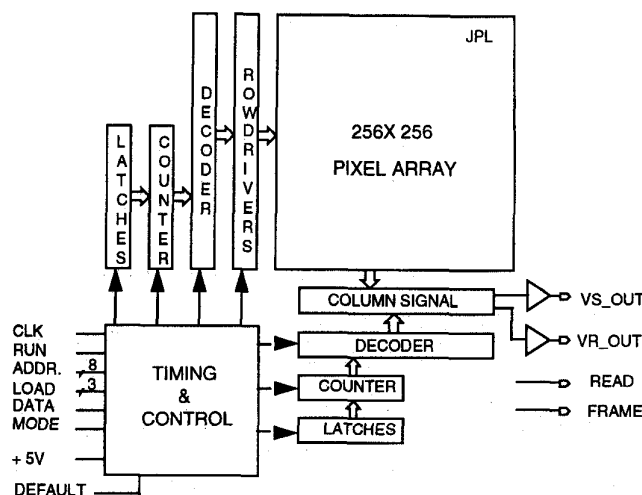 JPL
256X 256
PIXEL ARRAY
LATCHES
COUNTER
DECODER
ROWDRIVERS
COLUMN SIGNAL
VS_OUT
DECODER
VR_OUT
COUNTER
LATCHES
READ
FRAME
TIMING
&
CONTROL
CLK
RUN
ADDR. 8
LOAD 3
DATA
MODE
+ 5V
DEFAULT